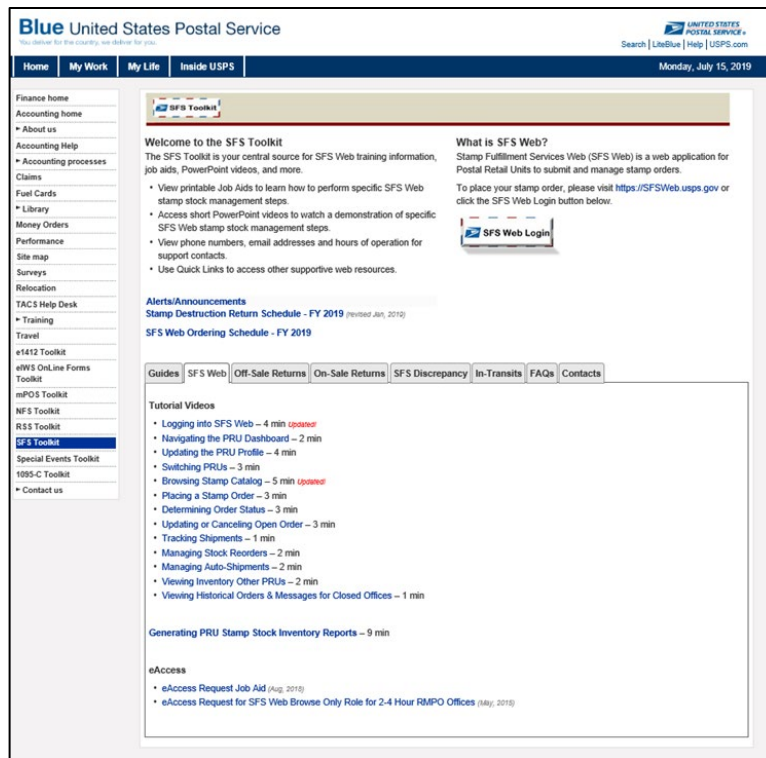 Blue United States Postal Service
You deliver for the country, we deliver for you.
UNITED STATES
POSTAL SERVICE
Search | LiteBlue | Help | USPS.com
Home
My Work
My Life
Inside USPS
Monday, July 15, 2019
Finance home
Accounting home
About us
Accounting Help
Accounting processes
Claims
Fuel Cards
Library
Money Orders
Performance
Site map
Surveys
Relocation
TACS Help Desk
Training
Travel
e1412 Toolkit
eIWS OnLine Forms
Toolkit
mPOS Toolkit
NFS Toolkit
RSS Toolkit
SFS Toolkit
Special Events Toolkit
1095-C Toolkit
Contact us
SFS Toolkit
Welcome to the SFS Toolkit
The SFS Toolkit is your central source for SFS Web training information,
job aids, PowerPoint videos, and more.
• View printable Job Aids to learn how to perform specific SFS Web
stamp stock management steps.
• Access short PowerPoint videos to watch a demonstration of specific
SFS Web stamp stock management steps.
• View phone numbers, email addresses and hours of operation for
support contacts.
• Use Quick Links to access other supportive web resources.
What is SFS Web?
Stamp Fulfillment Services Web (SFS Web) is a web application for
Postal Retail Units to submit and manage stamp orders.
To place your stamp order, please visit https://SFSWeb.usps.gov or
click the SFS Web Login button below.
SFS Web Login
Alerts/Announcements
Stamp Destruction Return Schedule - FY 2019 (revised Jan, 2019)
SFS Web Ordering Schedule - FY 2019
Guides
SFS Web
Off-Sale Returns
On-Sale Returns
SFS Discrepancy
In-Transits
FAQs
Contacts
Tutorial Videos
• Logging into SFS Web – 4 min Updated!
• Navigating the PRU Dashboard – 2 min
• Updating the PRU Profile – 4 min
• Switching PRUs – 3 min
• Browsing Stamp Catalog – 5 min Updated!
• Placing a Stamp Order – 3 min
• Determining Order Status – 3 min
• Updating or Canceling Open Order – 3 min
• Tracking Shipments – 1 min
• Managing Stock Reorders – 2 min
• Managing Auto-Shipments – 2 min
• Viewing Inventory Other PRUs – 2 min
• Viewing Historical Orders & Messages for Closed Offices – 1 min
Generating PRU Stamp Stock Inventory Reports – 9 min
eAccess
• eAccess Request Job Aid (Aug, 2018)
• eAccess Request for SFS Web Browse Only Role for 2-4 Hour RMPO Offices (May, 2018)